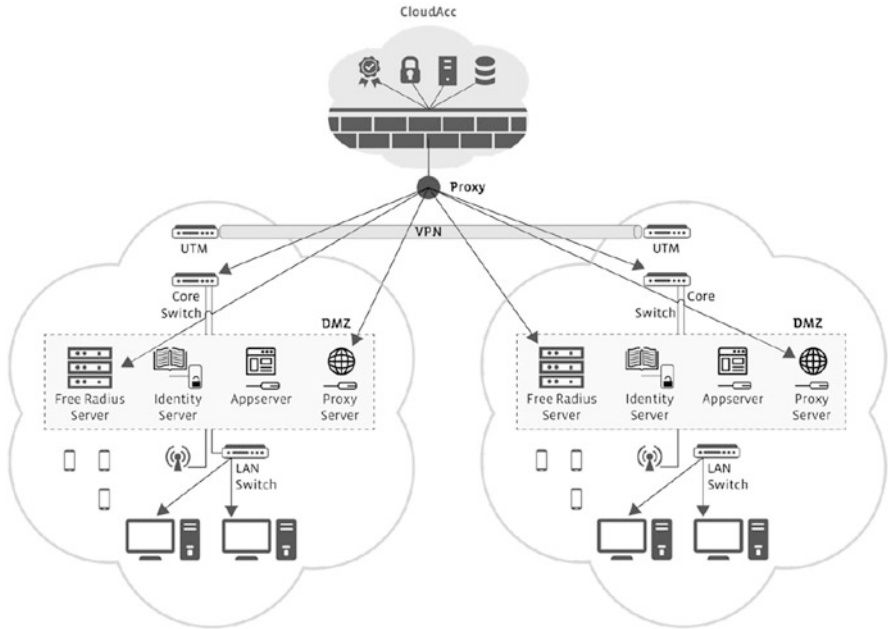 CloudAcc
Proxy
VPN
UTM
UTM
Core
Switch
Core
Switch
DMZ
DMZ
Free Radius
Server
Identity
Server
Appserver
Proxy
Server
Free Radius
Server
Identity
Server
Appserver
Proxy
Server
LAN
Switch
LAN
Switch